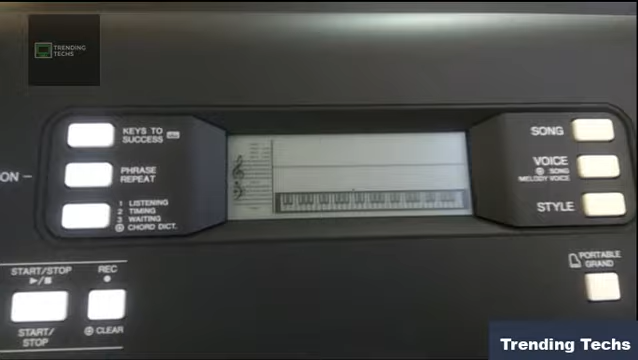 TRENDING
TECHS
KEYS TO
SUCCESS
PHRASE
REPEAT
ON
1 LISTENING
2 TIMING
3 WAITING
CHORD DICT.
SONG
VOICE
SONG
MELODY VOICE
STYLE
START/STOP
REC
START/
STOP
CLEAR
PORTABLE
GRAND
Trending Techs